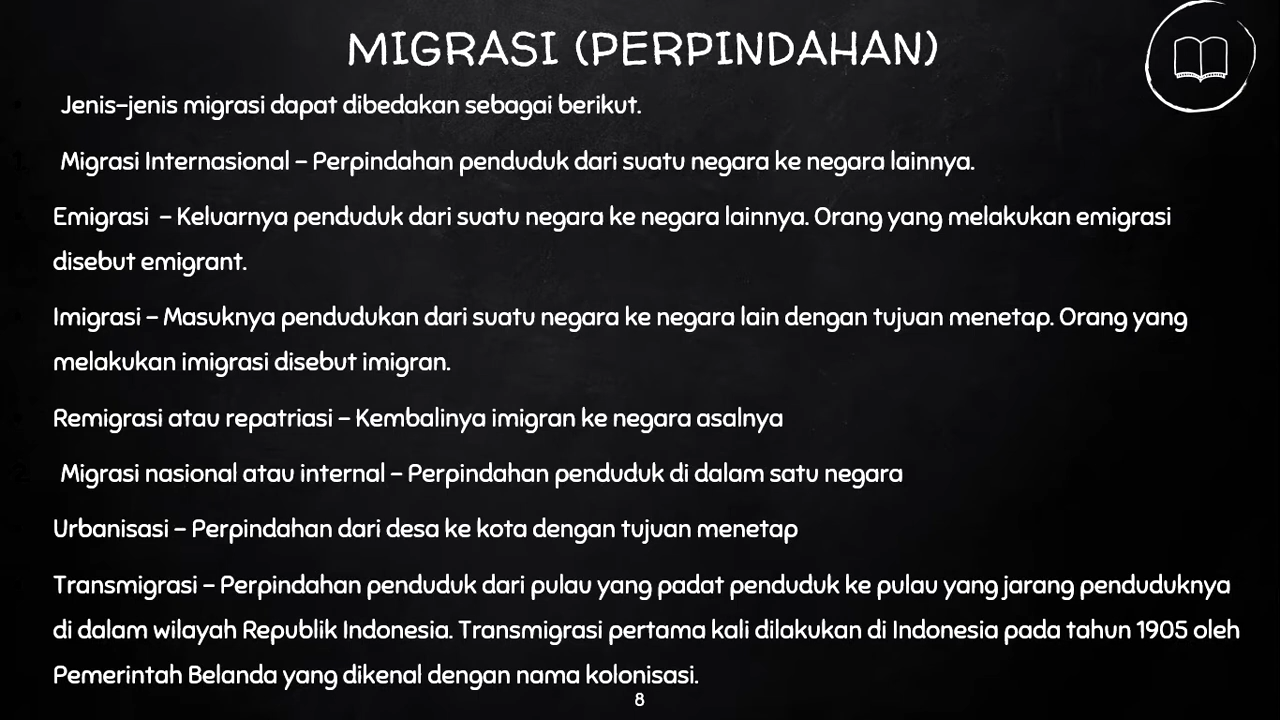 MIGRASI (PERPINDAHAN)
Jenis-jenis migrasi dapat dibedakan sebagai berikut.
Migrasi Internasional – Perpindahan penduduk dari suatu negara ke negara lainnya.
Emigrasi – Keluarnya penduduk dari suatu negara ke negara lainnya. Orang yang melakukan emigrasi
disebut emigrant.
Imigrasi – Masuknya pendudukan dari suatu negara ke negara lain dengan tujuan menetap. Orang yang
melakukan imigrasi disebut imigran.
Remigrasi atau repatriasi – Kembalinya imigran ke negara asalnya
Migrasi nasional atau internal – Perpindahan penduduk di dalam satu negara
Urbanisasi – Perpindahan dari desa ke kota dengan tujuan menetap
Transmigrasi – Perpindahan penduduk dari pulau yang padat penduduk ke pulau yang jarang penduduknya
di dalam wilayah Republik Indonesia. Transmigrasi pertama kali dilakukan di Indonesia pada tahun 1905 oleh
Pemerintah Belanda yang dikenal dengan nama kolonisasi.
8